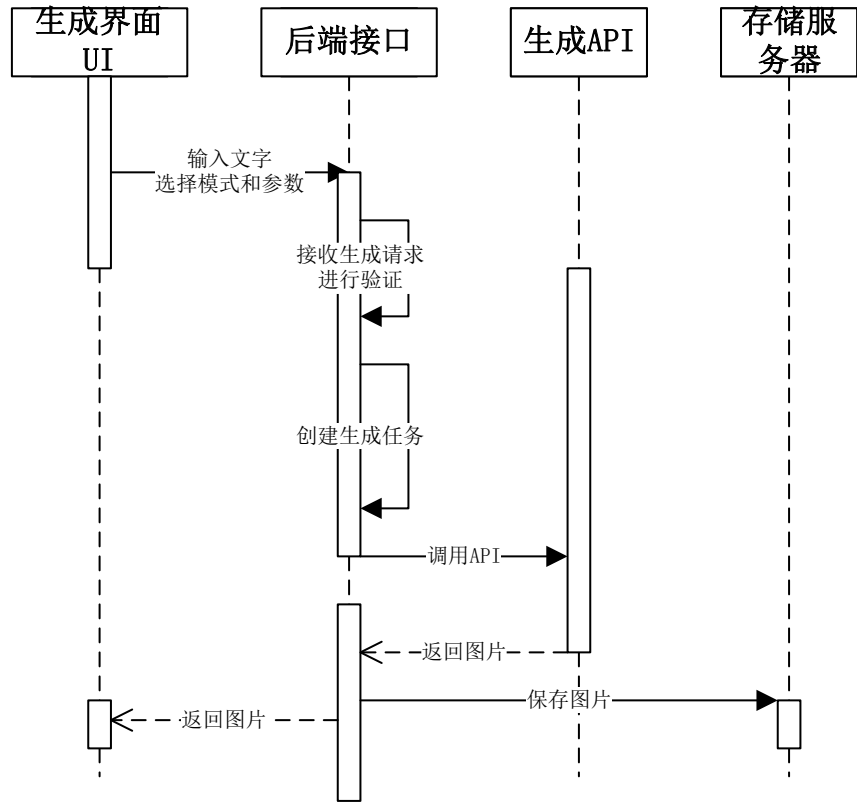 生成界面
UI
后端接口
生成API
存储服
务器
输入文字
选择模式和参数
接收生成请求
进行验证
创建生成任务
调用API
返回图片
保存图片
返回图片